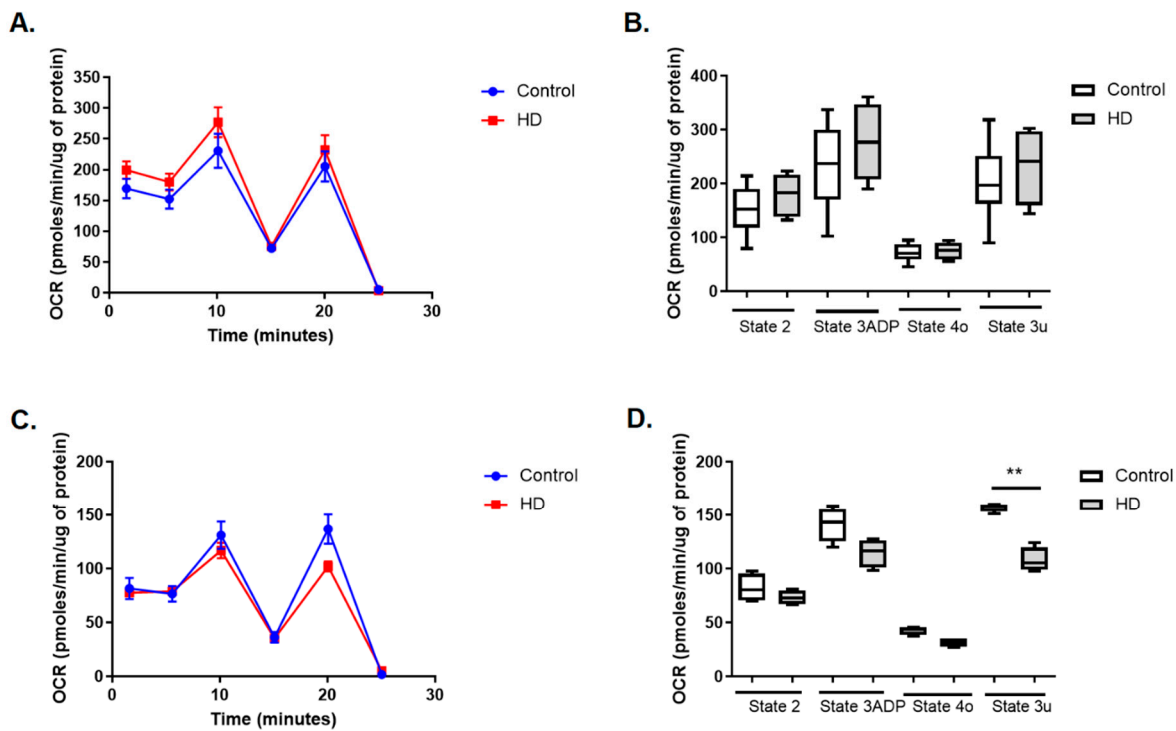 A.
OCR (pmoles/min/ug of protein)
350
300
250
200
150
100
50
0
0
10
20
30
Time (minutes)
Control
HD
B.
OCR (pmoles/min/ug of protein)
400
300
200
100
0
State 2
State 3ADP
State 4o
State 3u
Control
HD
C.
OCR (pmoles/min/ug of protein)
200
150
100
50
0
0
10
20
30
Time (minutes)
Control
HD
D.
OCR (pmoles/min/ug of protein)
200
150
100
50
0
**
State 2
State 3ADP
State 4o
State 3u
Control
HD